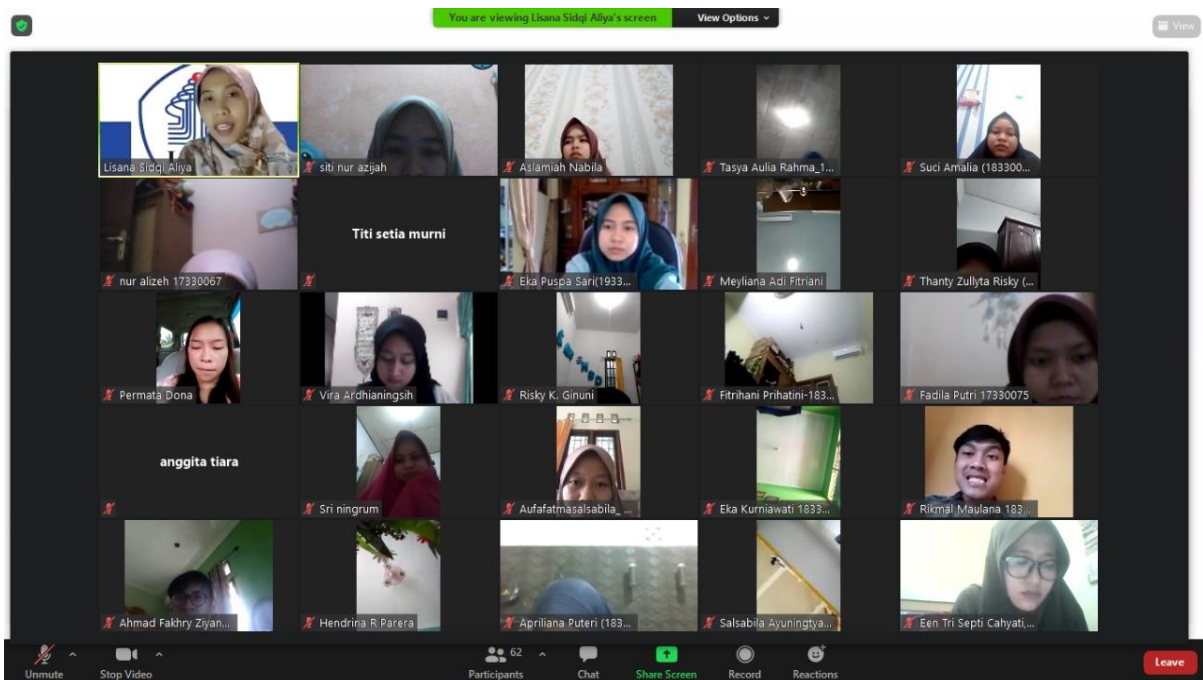 You are viewing Lisana Sidqi Aliya's screen
View Options
View
Lisana Sidqi Aliya
siti nur azijah
Aslamiah Nabila
Tasya Aulia Rahma_1...
Suci Amalia (183300...
nur alizeh 17330067
Titi setia murni
Eka Puspa Sari(1933...
Meyliana Adi Fitriani
Thanty Zullyta Risky (...
Permata Dona
Vira Ardhianingsih
Risky K. Ginuni
Fitrihani Prihatini-183...
Fadila Putri 17330075
anggita tiara
Sri ningrum
Aufafatmasalsabila_ ...
Eka Kurniawati 1833...
Rikmal Maulana 183...
Ahmad Fakhry Ziyan...
Hendrina R Parera
Apriliana Puteri (183...
Salsabila Ayuningtya...
Een Tri Septi Cahyati,...
Unmute
Stop Video
Participants
62
Chat
Share Screen
Record
Reactions
Leave